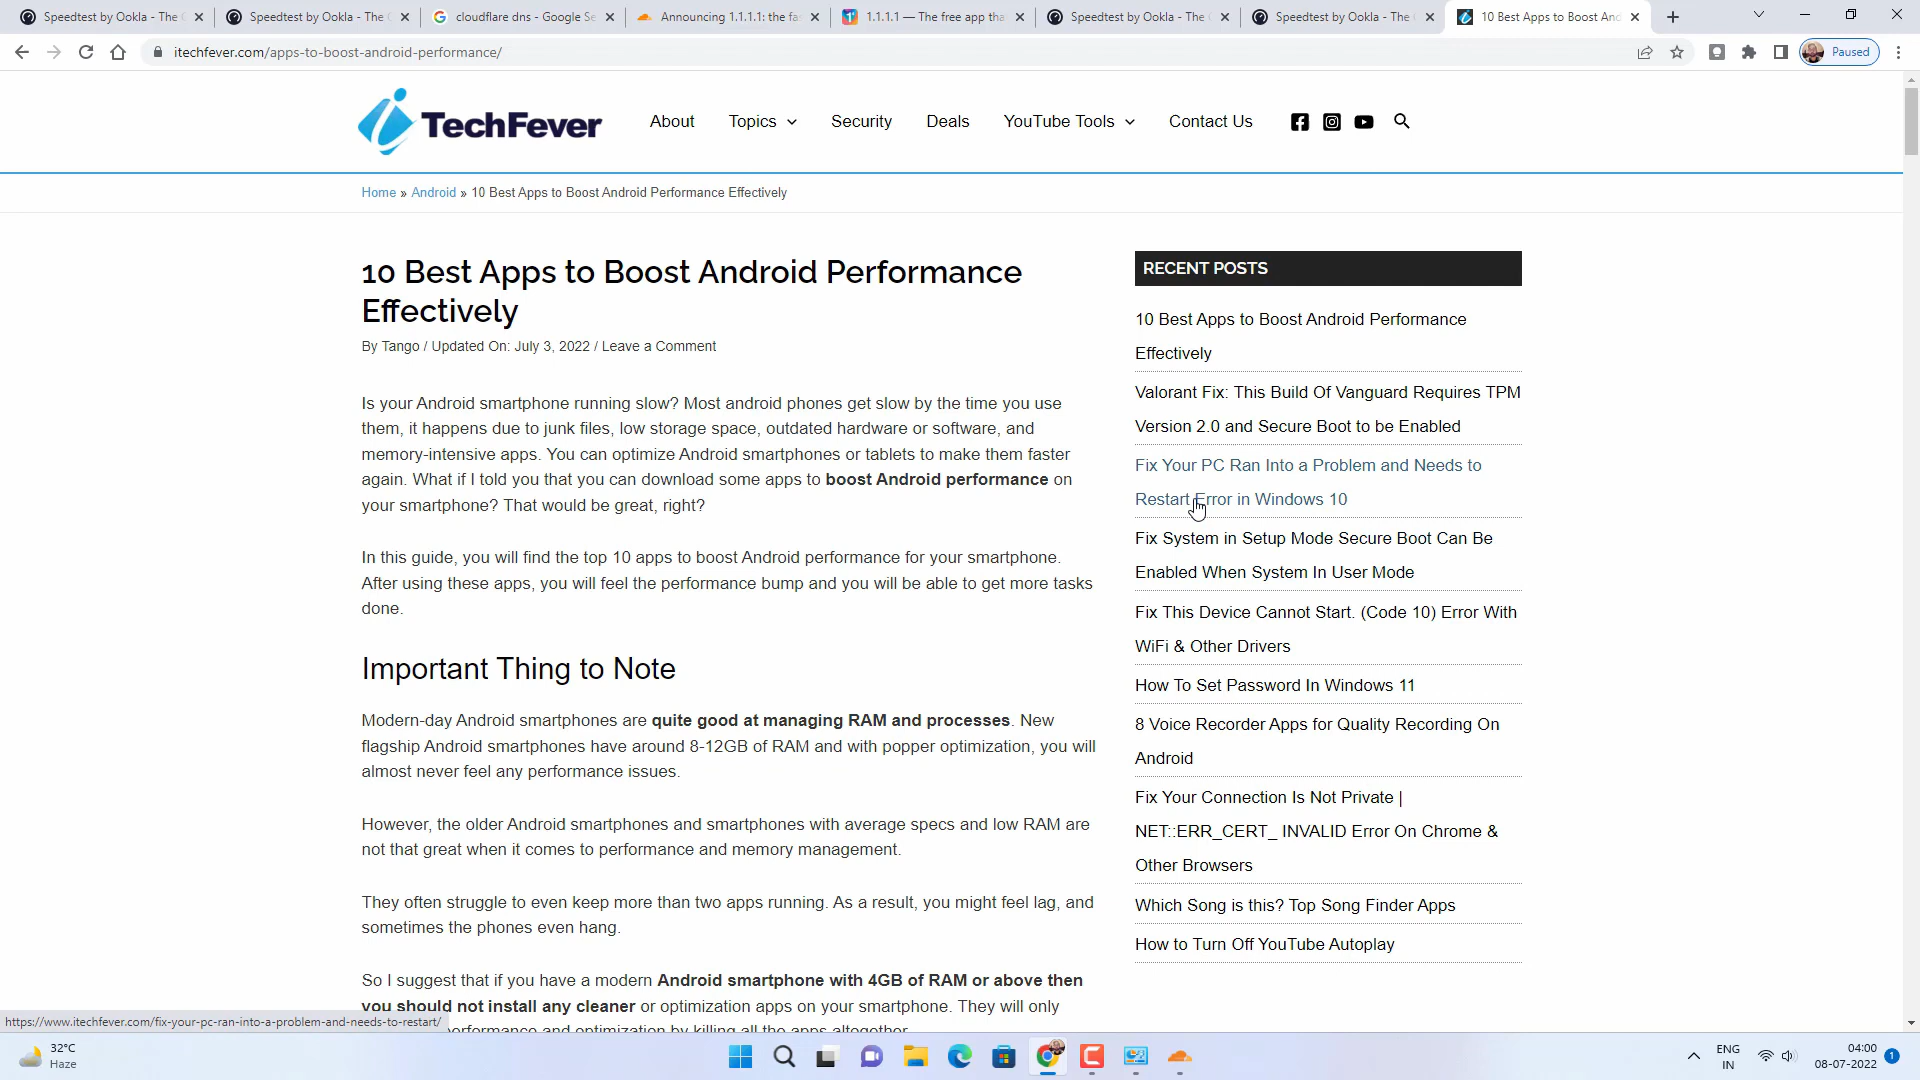 Speedtest by Ookla - The G
Speedtest by Ookla - The G
cloudflare dns - Google Se
Announcing 1.1.1.1: the fa
1.1.1.1 — The free app tha
Speedtest by Ookla - The G
Speedtest by Ookla - The G
10 Best Apps to Boost And
itechfever.com/apps-to-boost-android-performance/
Paused
TechFever
About
Topics
Security
Deals
YouTube Tools
Contact Us
Home » Android » 10 Best Apps to Boost Android Performance Effectively
10 Best Apps to Boost Android Performance
Effectively
By Tango / Updated On: July 3, 2022 / Leave a Comment
Is your Android smartphone running slow? Most android phones get slow by the time you use
them, it happens due to junk files, low storage space, outdated hardware or software, and
memory-intensive apps. You can optimize Android smartphones or tablets to make them faster
again. What if I told you that you can download some apps to boost Android performance on
your smartphone? That would be great, right?
In this guide, you will find the top 10 apps to boost Android performance for your smartphone.
After using these apps, you will feel the performance bump and you will be able to get more tasks
done.
Important Thing to Note
Modern-day Android smartphones are quite good at managing RAM and processes. New
flagship Android smartphones have around 8-12GB of RAM and with popper optimization, you will
almost never feel any performance issues.
However, the older Android smartphones and smartphones with average specs and low RAM are
not that great when it comes to performance and memory management.
They often struggle to even keep more than two apps running. As a result, you might feel lag, and
sometimes the phones even hang.
So I suggest that if you have a modern Android smartphone with 4GB of RAM or above then
you should not install any cleaner or optimization apps on your smartphone. They will only
performance and optimization by killing all the apps altogether
RECENT POSTS
10 Best Apps to Boost Android Performance
Effectively
Valorant Fix: This Build Of Vanguard Requires TPM
Version 2.0 and Secure Boot to be Enabled
Fix Your PC Ran Into a Problem and Needs to
Restart Error in Windows 10
Fix System in Setup Mode Secure Boot Can Be
Enabled When System In User Mode
Fix This Device Cannot Start. (Code 10) Error With
WiFi & Other Drivers
How To Set Password In Windows 11
8 Voice Recorder Apps for Quality Recording On
Android
Fix Your Connection Is Not Private |
NET::ERR_CERT_ INVALID Error On Chrome &
Other Browsers
Which Song is this? Top Song Finder Apps
How to Turn Off YouTube Autoplay
https://www.itechfever.com/fix-your-pc-ran-into-a-problem-and-needs-to-restart/
32°C
Haze
ENG
IN
04:00
08-07-2022
1